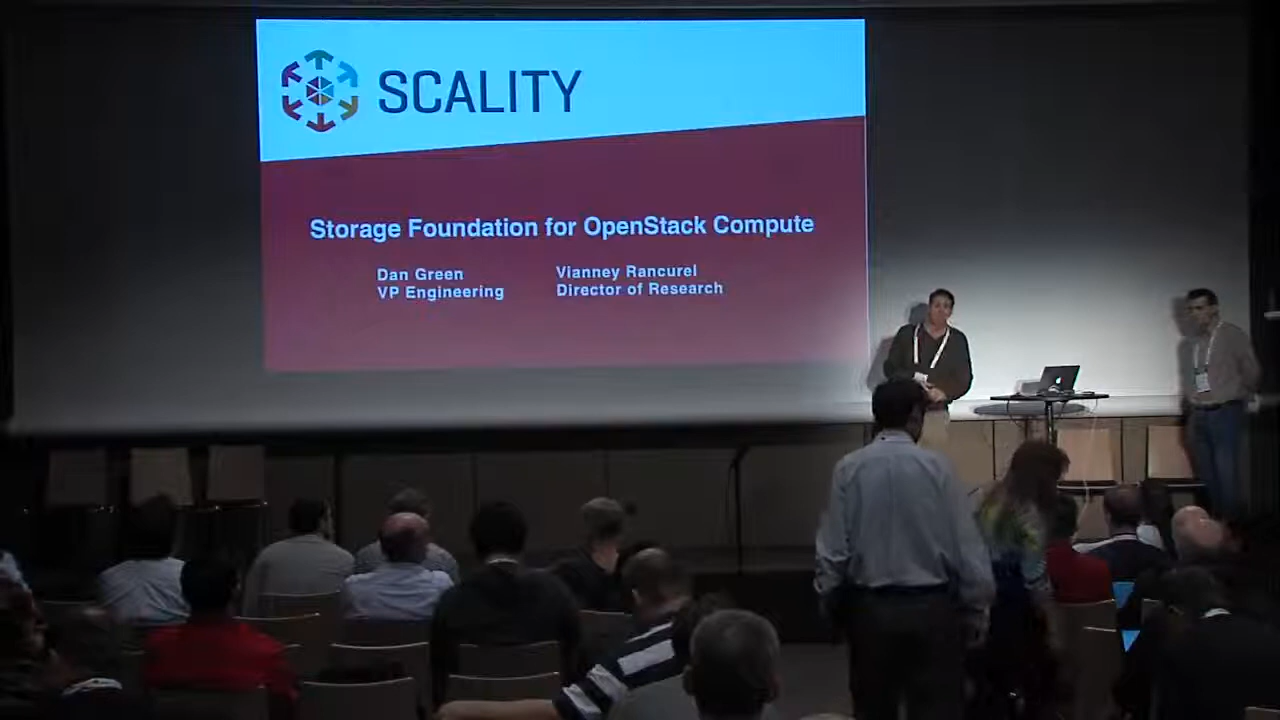 SCALITY
Storage Foundation for OpenStack Compute
Dan Green
VP Engineering
Vianney Rancurel
Director of Research